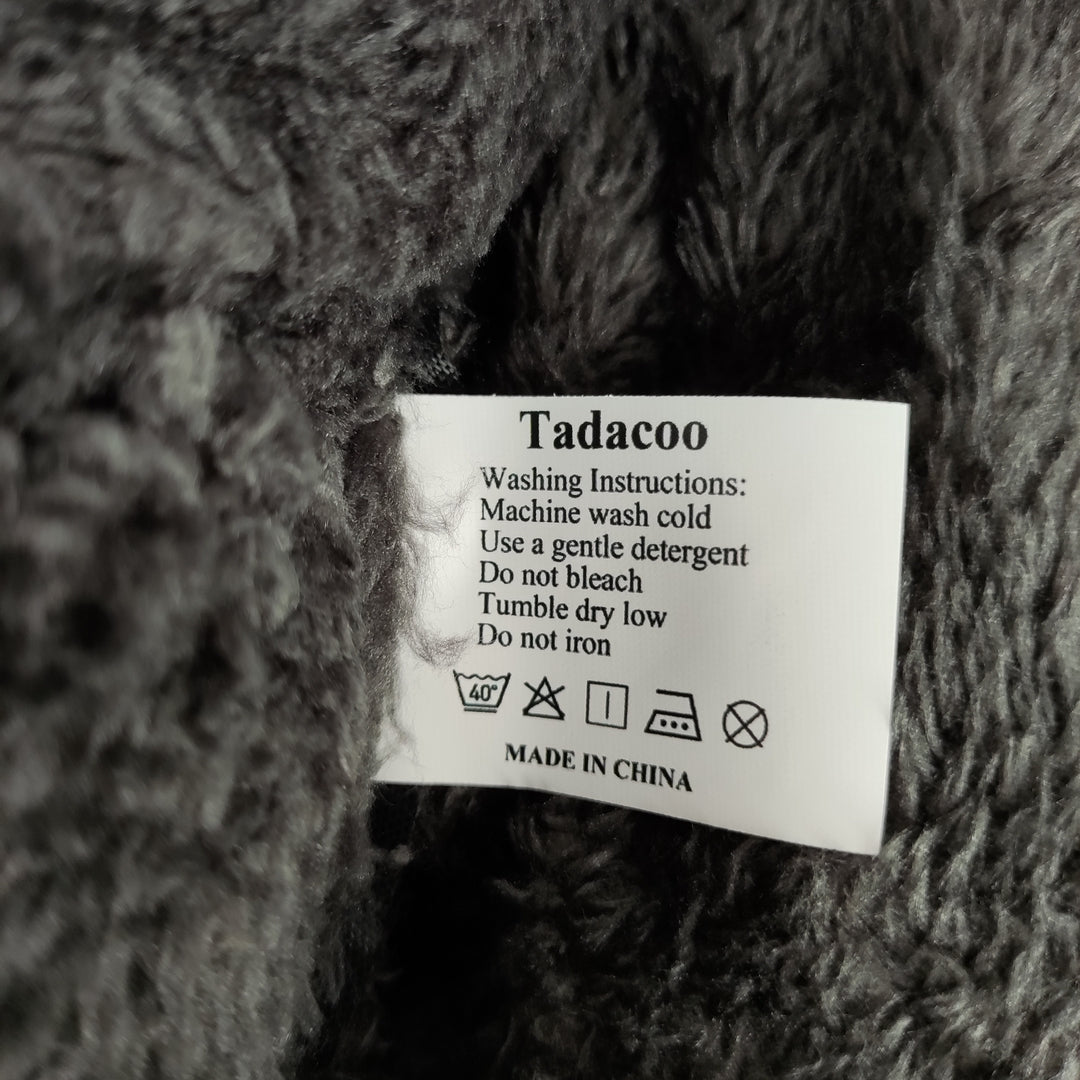 Tadacoo
Washing Instructions:
Machine wash cold
Use a gentle detergent
Do not bleach
Tumble dry low
Do not iron
40°
MADE IN CHINA